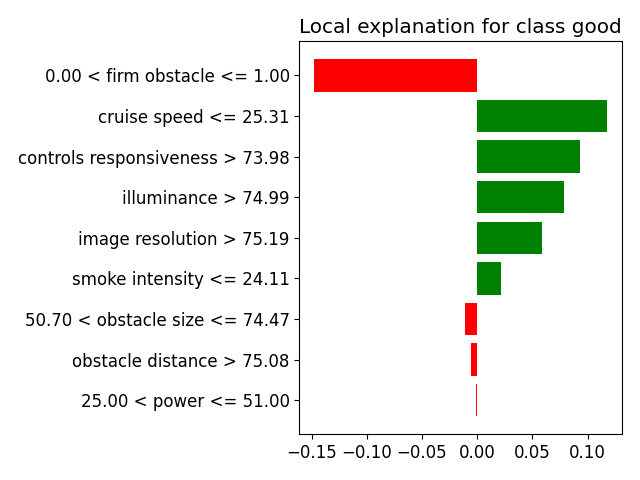 Local explanation for class good
0.00 < firm obstacle <= 1.00
cruise speed <= 25.31
controls responsiveness > 73.98
illuminance > 74.99
image resolution > 75.19
smoke intensity <= 24.11
50.70 < obstacle size <= 74.47
obstacle distance > 75.08
25.00 < power <= 51.00
−0.15 −0.10 −0.05 0.00 0.05 0.10